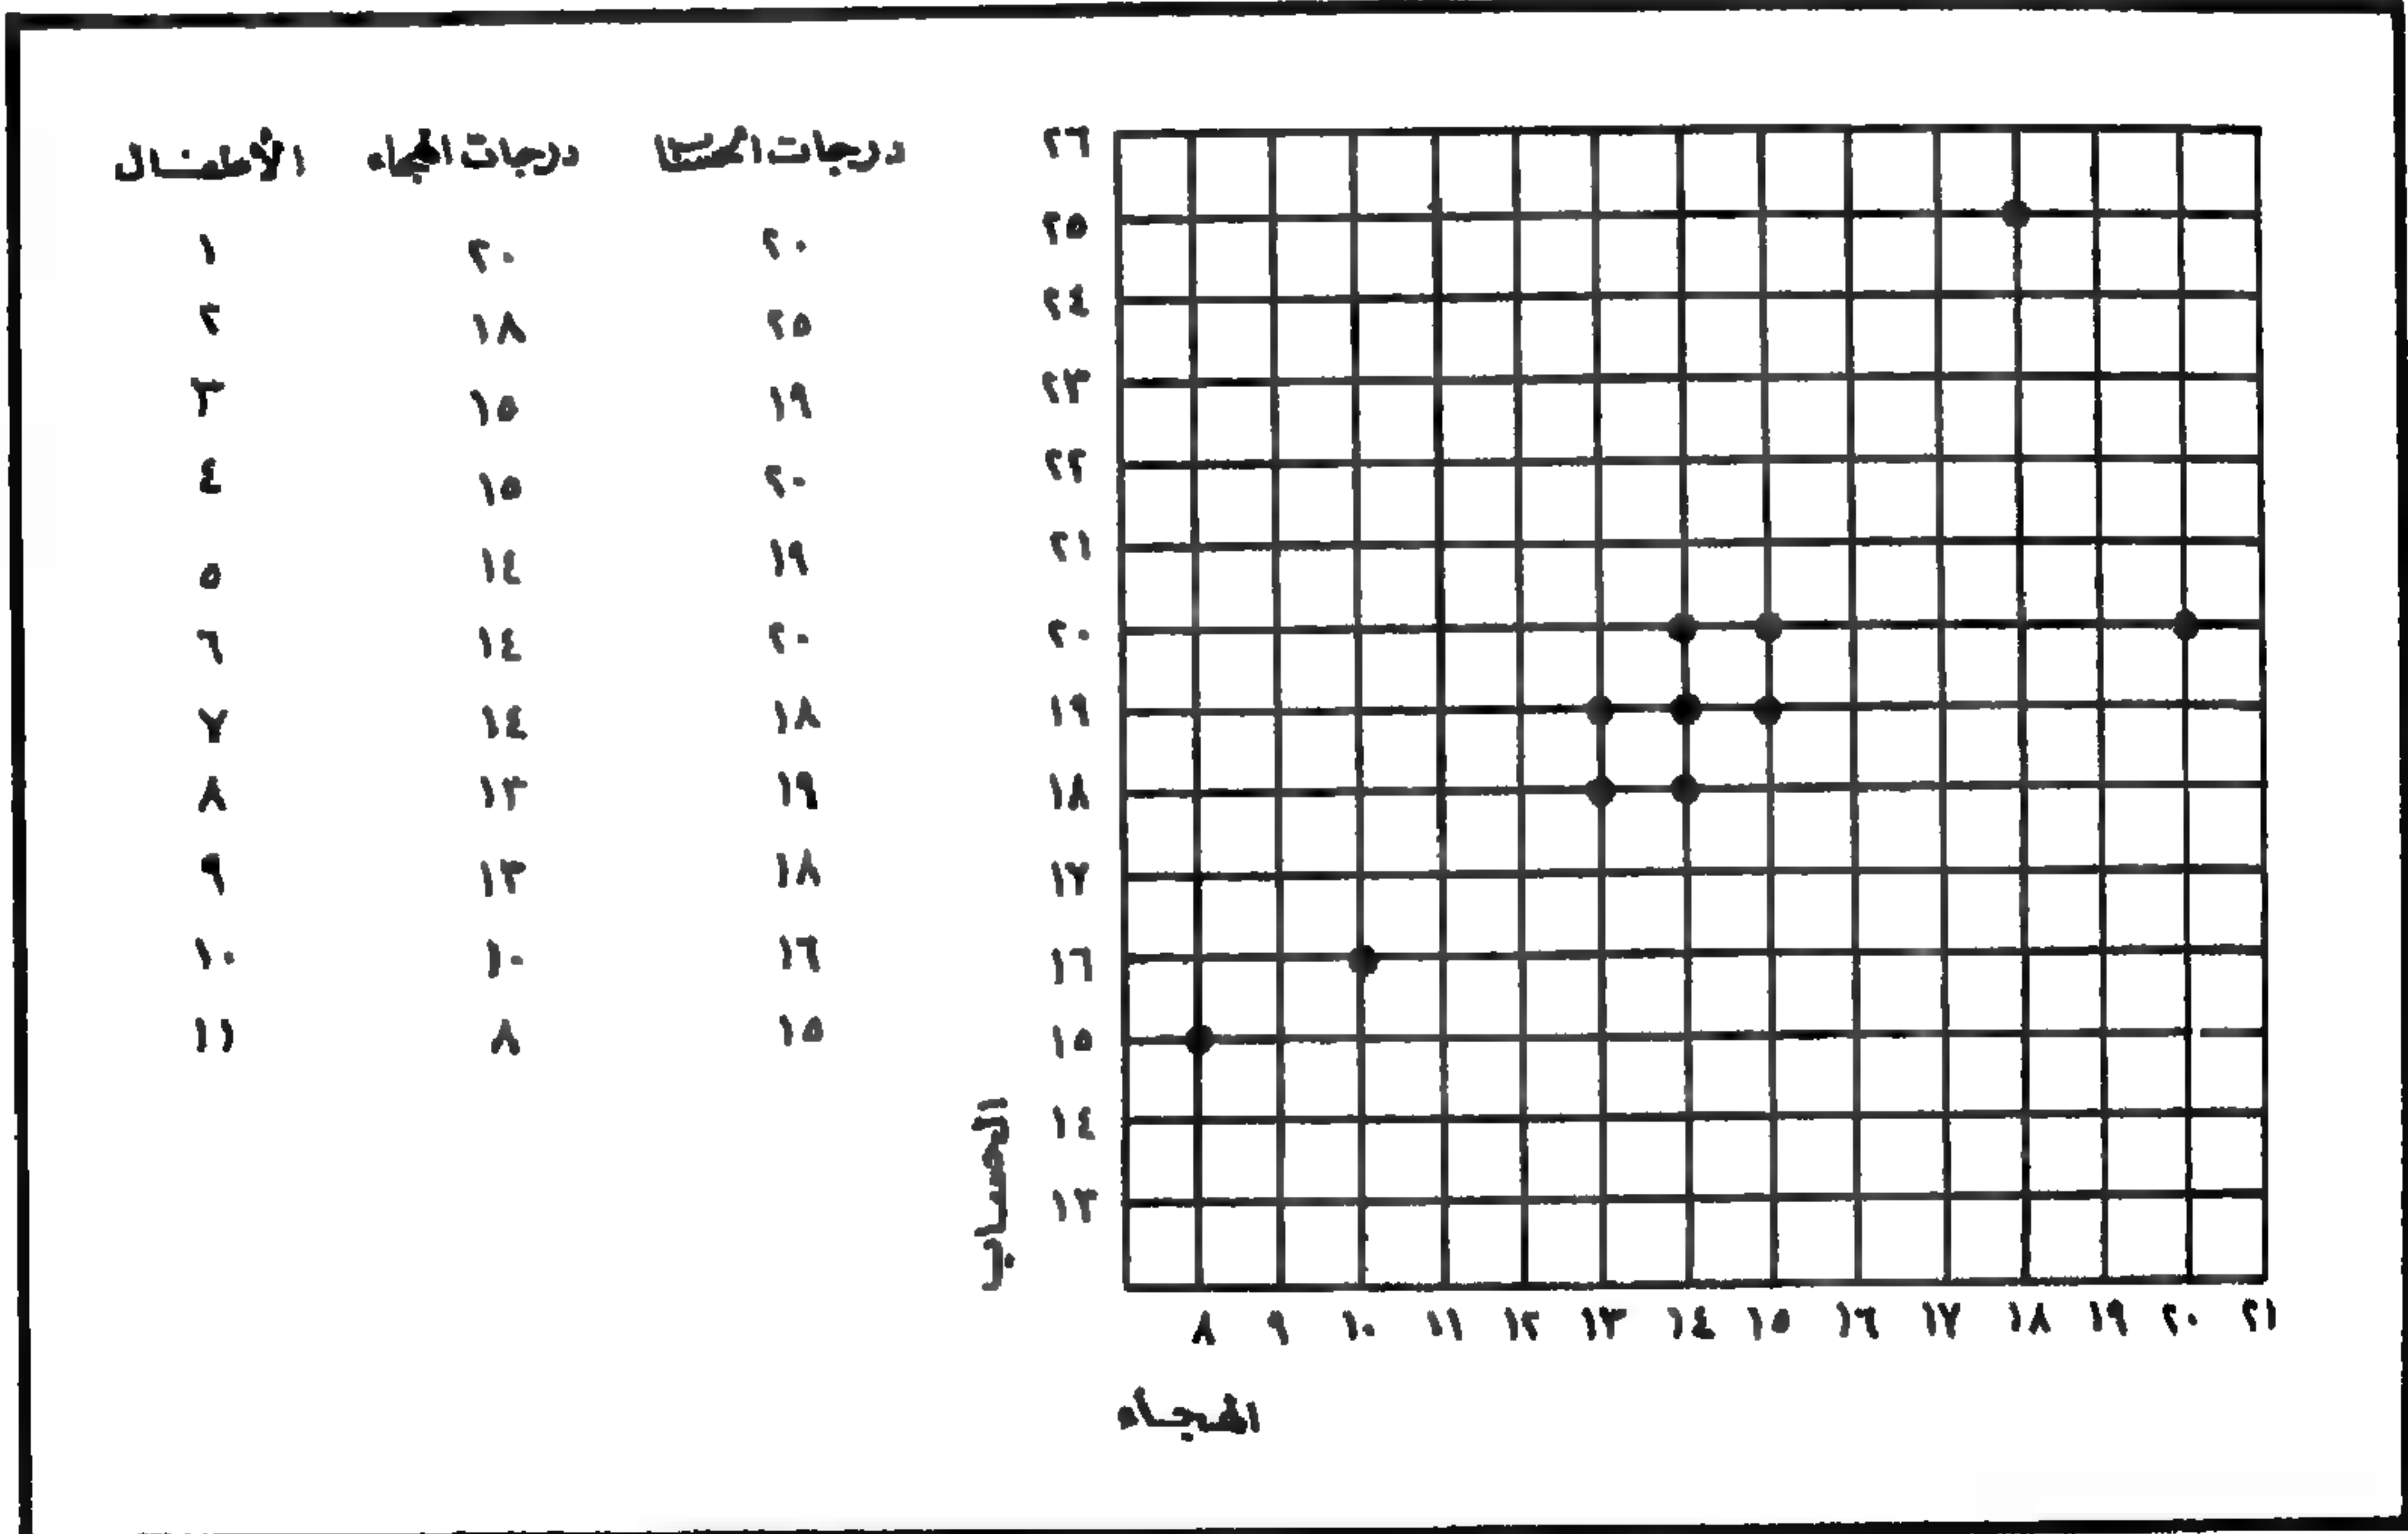 الأطفال درجات الهجاء درجات الحساب
١ ٢٠ ٢٠
٢ ١٨ ٢٥
٣ ١٥ ١٩
٤ ١٥ ٢٠
٥ ١٤ ١٩
٦ ١٤ ٢٠
٧ ١٤ ١٨
٨ ١٣ ١٩
٩ ١٣ ١٨
١٠ ١٠ ١٦
١١ ٨ ١٥
٢٦
٢٥
٢٤
٢٣
٢٢
٢١
٢٠
١٩
١٨
١٧
١٦
١٥
١٤
١٣
٨ ٩ ١٠ ١١ ١٢ ١٣ ١٤ ١٥ ١٦ ١٧ ١٨ ١٩ ٢٠ ٢١
الهجاء